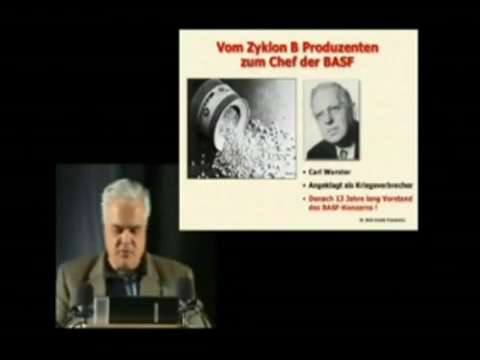 Vom Zyklon B Produzenten
zum Chef der BASF
• Carl Wurster
• Angeklagt als Kriegsverbrecher
• Danach 13 Jahre lang Vorstand
des BASF-Konzerns !